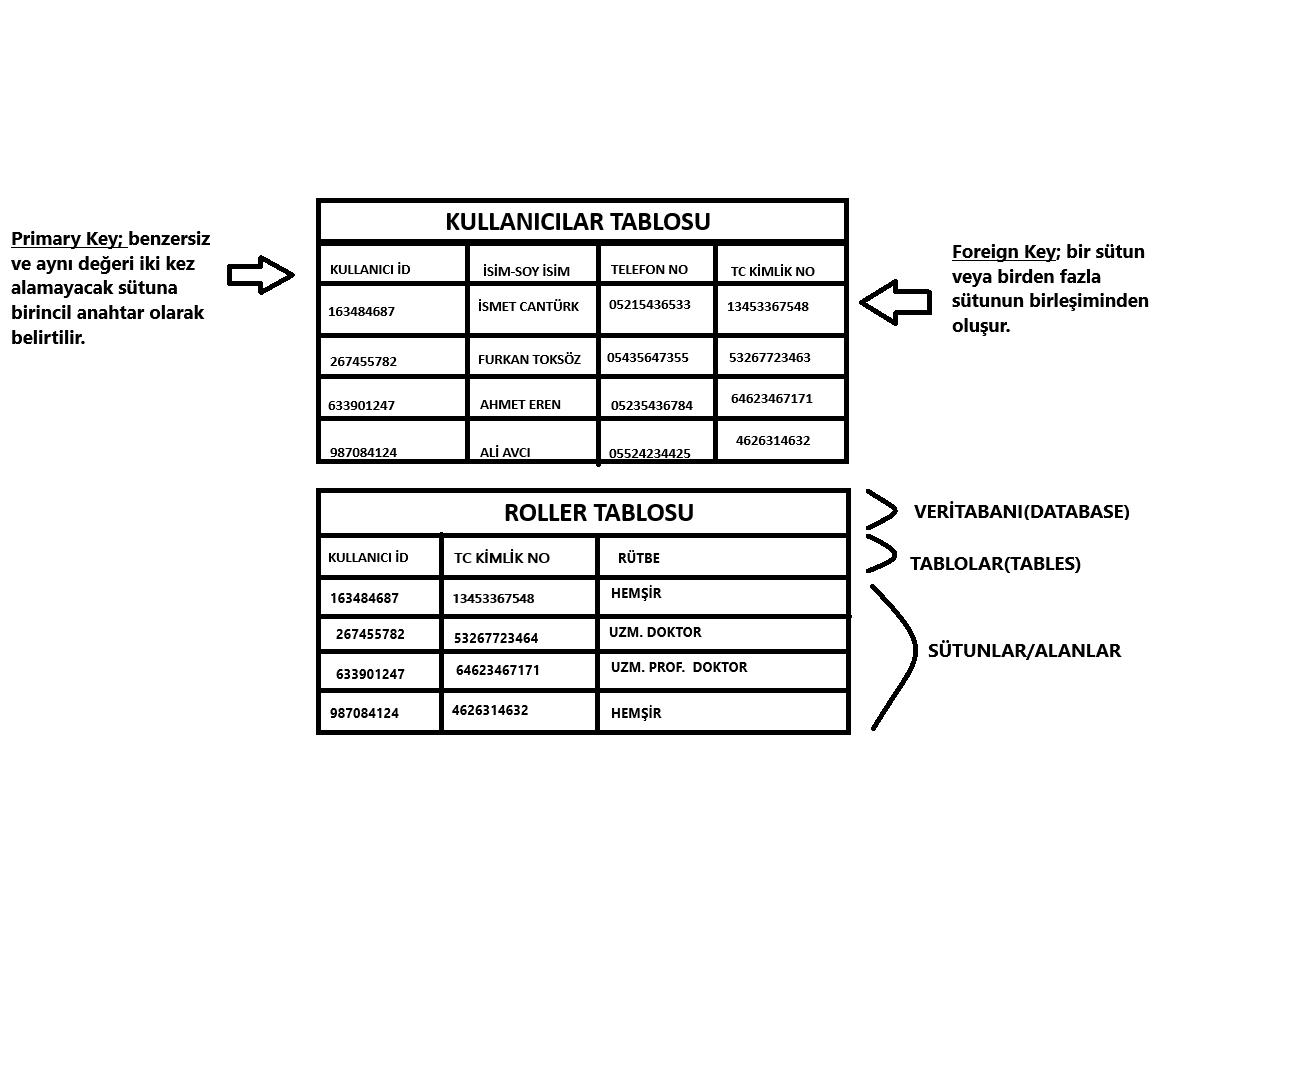 Primary Key; benzersiz
ve aynı değeri iki kez
alamayacak sütuna
birincil anahtar olarak
belirtilir.
KULLANICILAR TABLOSU
KULLANICI İD İSİM-SOY İSİM TELEFON NO TC KİMLİK NO
163484687 İSMET CANTÜRK 05215436533 13453367548
267455782 FURKAN TOKSÖZ 05435647355 53267723463
633901247 AHMET EREN 05235436784 64623467171
987084124 ALİ AVCI 05524234425 4626314632
Foreign Key; bir sütun
veya birden fazla
sütunun birleşiminden
oluşur.
ROLLER TABLOSU
KULLANICI İD TC KİMLİK NO RÜTBE
163484687 13453367548 HEMŞİR
267455782 53267723464 UZM. DOKTOR
633901247 64623467171 UZM. PROF. DOKTOR
987084124 4626314632 HEMŞİR
VERİTABANI(DATABASE)
TABLOLAR(TABLES)
SÜTUNLAR/ALANLAR